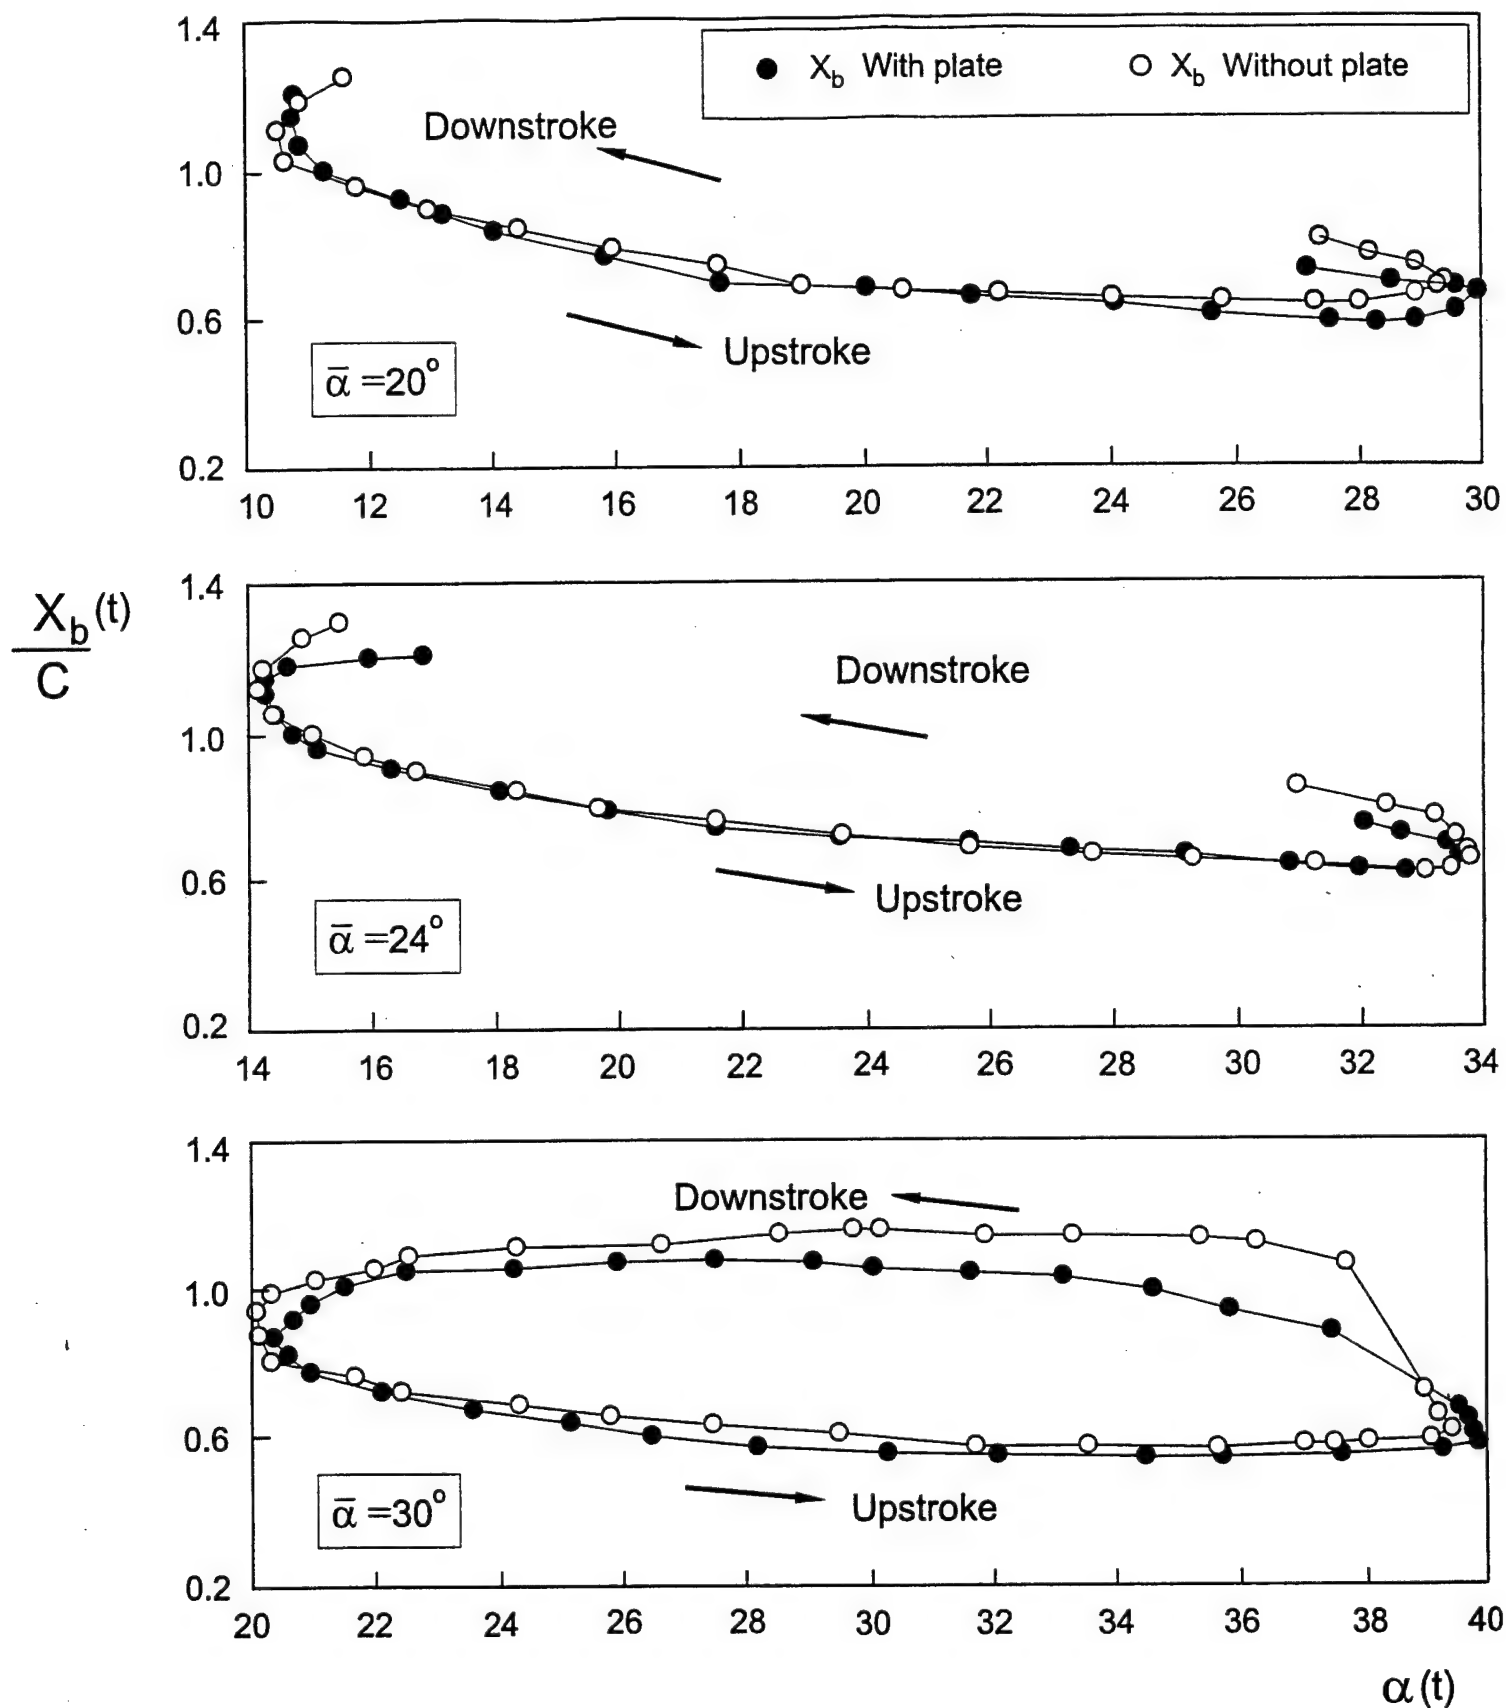 1.4
● Xb With plate ○ Xb Without plate
Downstroke
1.0
0.6
Upstroke
ᾱ =20°
0.2
10 12 14 16 18 20 22 24 26 28 30
1.4
Xb(t)
C
Downstroke
1.0
0.6
Upstroke
ᾱ =24°
0.2
14 16 18 20 22 24 26 28 30 32 34
1.4
Downstroke
1.0
0.6
Upstroke
ᾱ =30°
0.2
20 22 24 26 28 30 32 34 36 38 40
α(t)